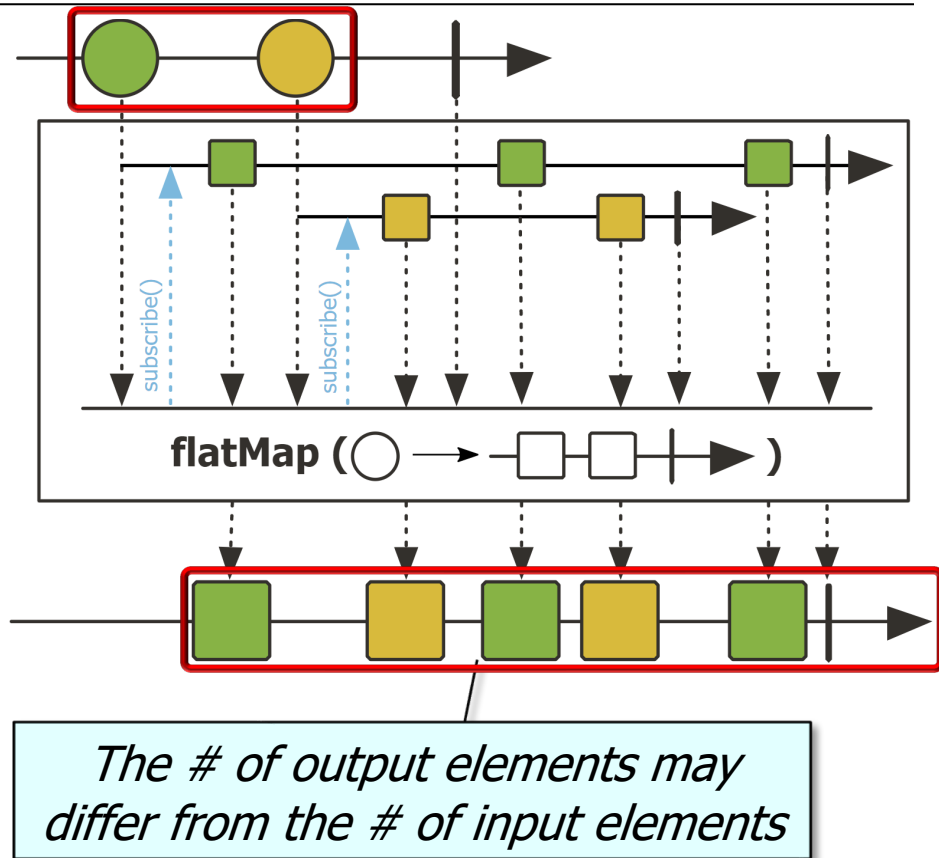 subscribe()
subscribe()
flatMap ( )
The # of output elements may
differ from the # of input elements